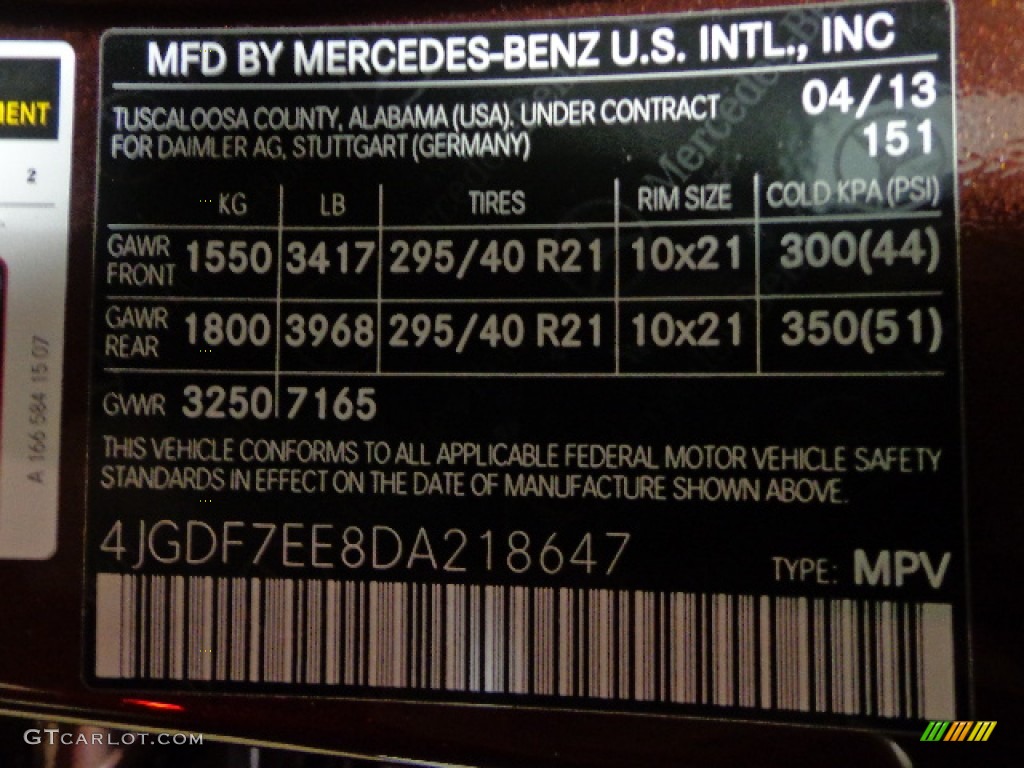 MFD BY MERCEDES-BENZ U.S. INTL., INC
TUSCALOOSA COUNTY, ALABAMA (USA), UNDER CONTRACT 04/13
FOR DAIMLER AG, STUTTGART (GERMANY) 151
KG LB TIRES RIM SIZE COLD KPA (PSI)
GAWR FRONT 1550 3417 295/40 R21 10x21 300(44)
GAWR REAR 1800 3968 295/40 R21 10x21 350(51)
GVWR 3250 7165
THIS VEHICLE CONFORMS TO ALL APPLICABLE FEDERAL MOTOR VEHICLE SAFETY
STANDARDS IN EFFECT ON THE DATE OF MANUFACTURE SHOWN ABOVE.
4JGDF7EE8DA218647
TYPE: MPV
2
A 166 584 15 07
GTCARLOT.COM